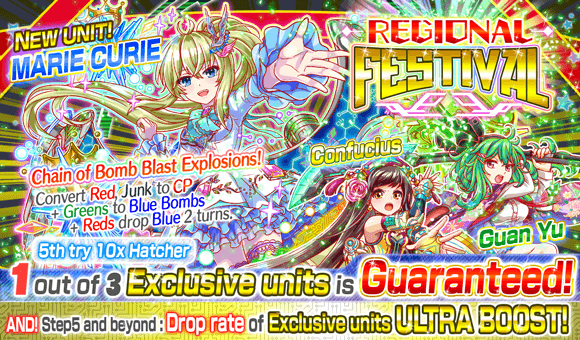 NEW UNIT!
MARIE CURIE
REGIONAL
FESTIVAL
Chain of Bomb Blast Explosions!
Convert Red, Junk to CP
+ Greens to Blue Bombs
+ Reds drop Blue 2 turns.
Confucius
Guan Yu
5th try 10x Hatcher
1 out of 3 Exclusive units is Guaranteed!
AND! Step5 and beyond : Drop rate of Exclusive units ULTRA BOOST!